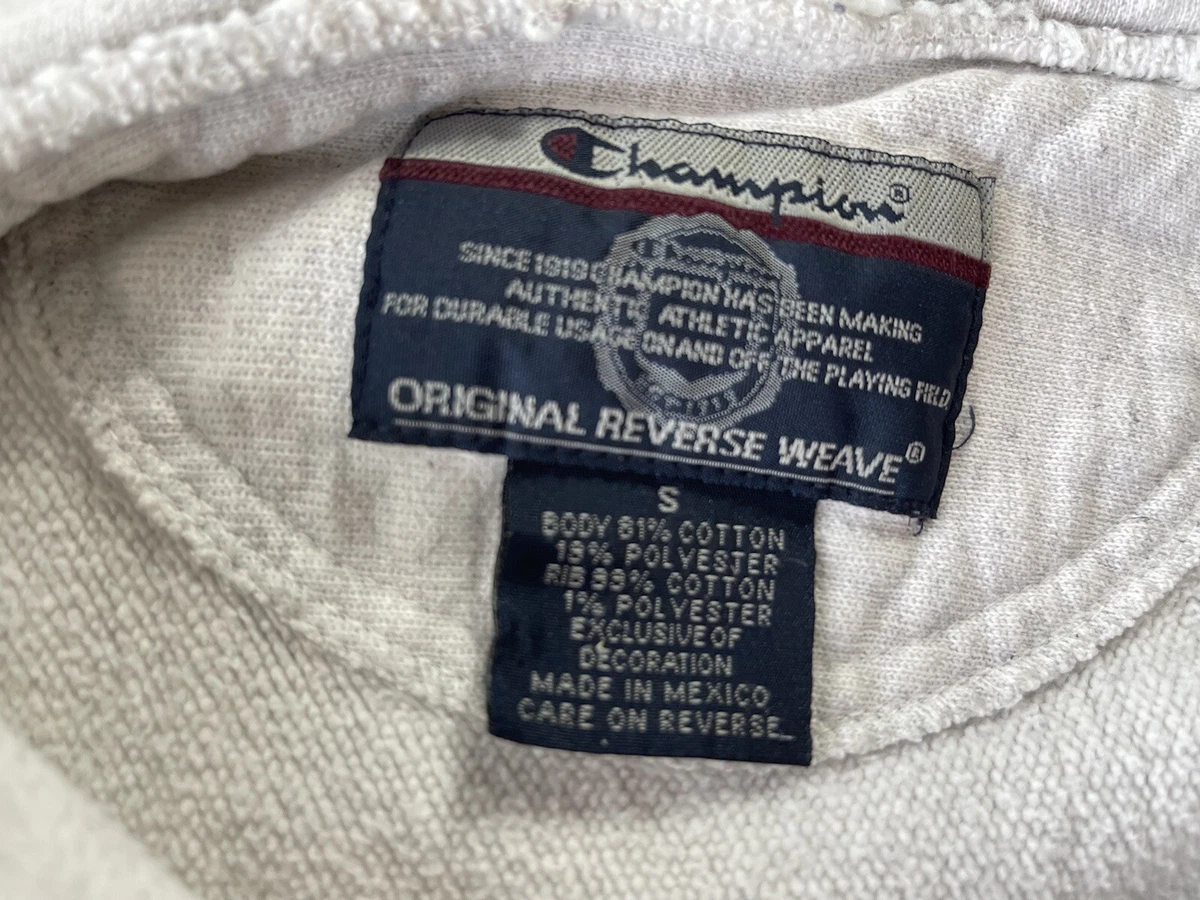 Champion®
Champion
SINCE 1919 CHAMPION HAS BEEN MAKING
AUTHENTIC ATHLETIC APPAREL
FOR DURABLE USAGE ON AND OFF THE PLAYING FIELD.
ORIGINAL REVERSE WEAVE®
S
BODY 81% COTTON
19% POLYESTER
RIB 99% COTTON
1% POLYESTER
EXCLUSIVE OF
DECORATION
MADE IN MEXICO
CARE ON REVERSE